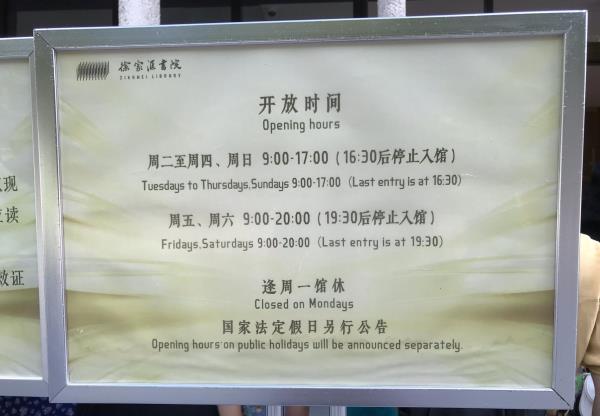 徐家汇书院
ZIKAWEI LIBRARY
开放时间
Opening hours
周二至周四、周日 9:00-17:00 ( 16:30后停止入馆 )
Tuesdays to Thursdays,Sundays 9:00-17:00 (Last entry is at 16:30)
周五、周六 9:00-20:00 ( 19:30后停止入馆 )
Fridays,Saturdays 9:00-20:00 (Last entry is at 19:30)
逢周一馆休
Closed on Mondays
国家法定假日另行公告
Opening hours on public holidays will be announced separately.
现
读
证